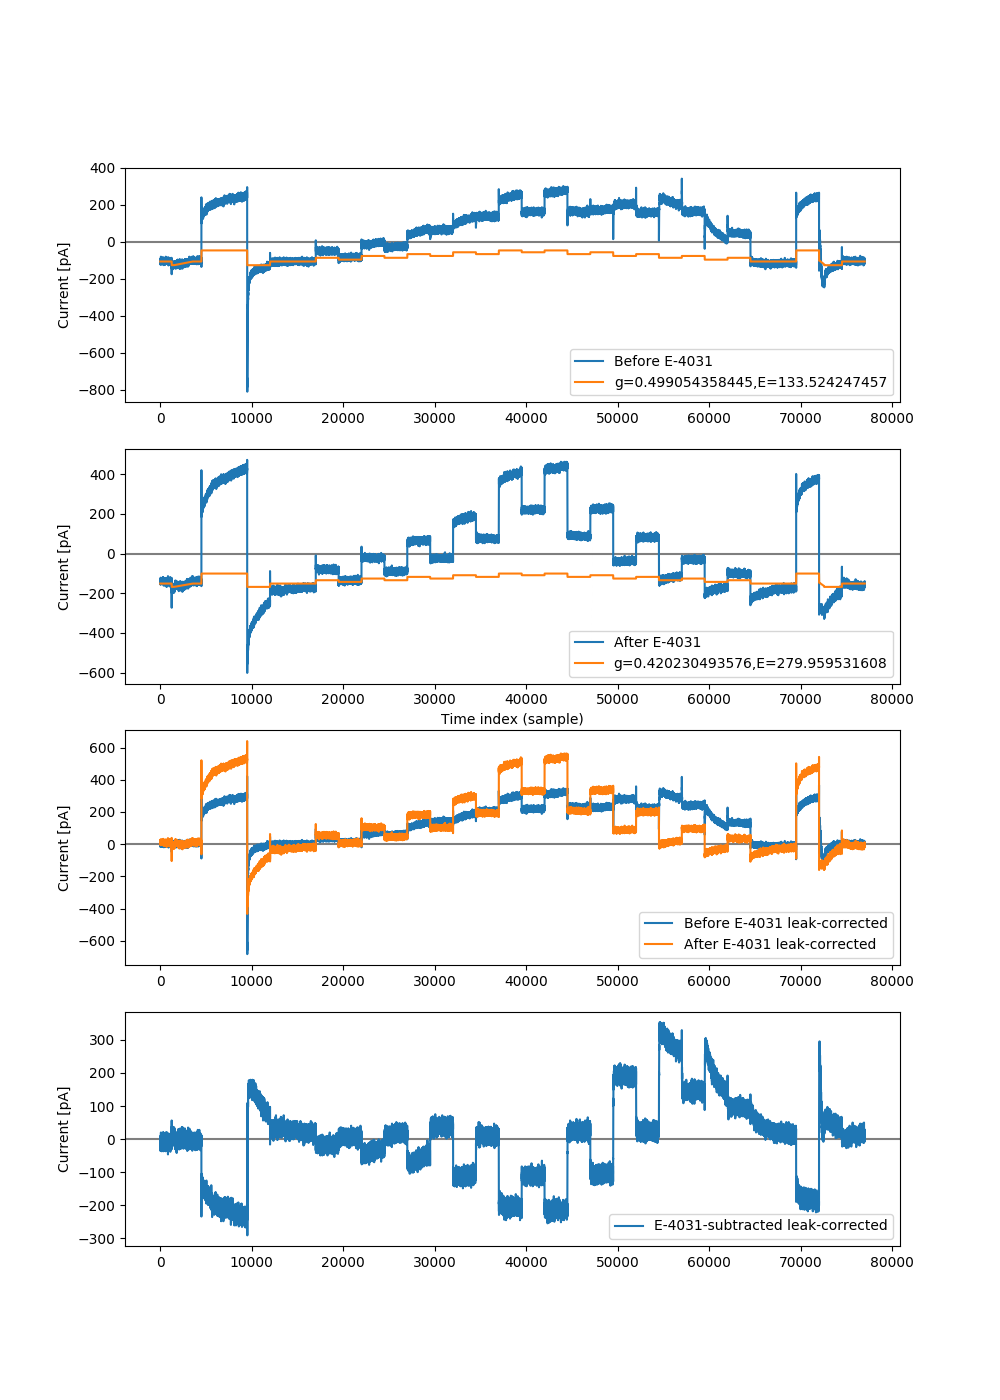 400
200
0
−200
−400
−600
−800
Current [pA]
Before E-4031
g=0.499054358445,E=133.524247457
0 10000 20000 30000 40000 50000 60000 70000 80000
400
200
0
−200
−400
−600
Current [pA]
After E-4031
g=0.420230493576,E=279.959531608
0 10000 20000 30000 40000 50000 60000 70000 80000
Time index (sample)
600
400
200
0
−200
−400
−600
Current [pA]
Before E-4031 leak-corrected
After E-4031 leak-corrected
0 10000 20000 30000 40000 50000 60000 70000 80000
300
200
100
0
−100
−200
−300
Current [pA]
E-4031-subtracted leak-corrected
0 10000 20000 30000 40000 50000 60000 70000 80000